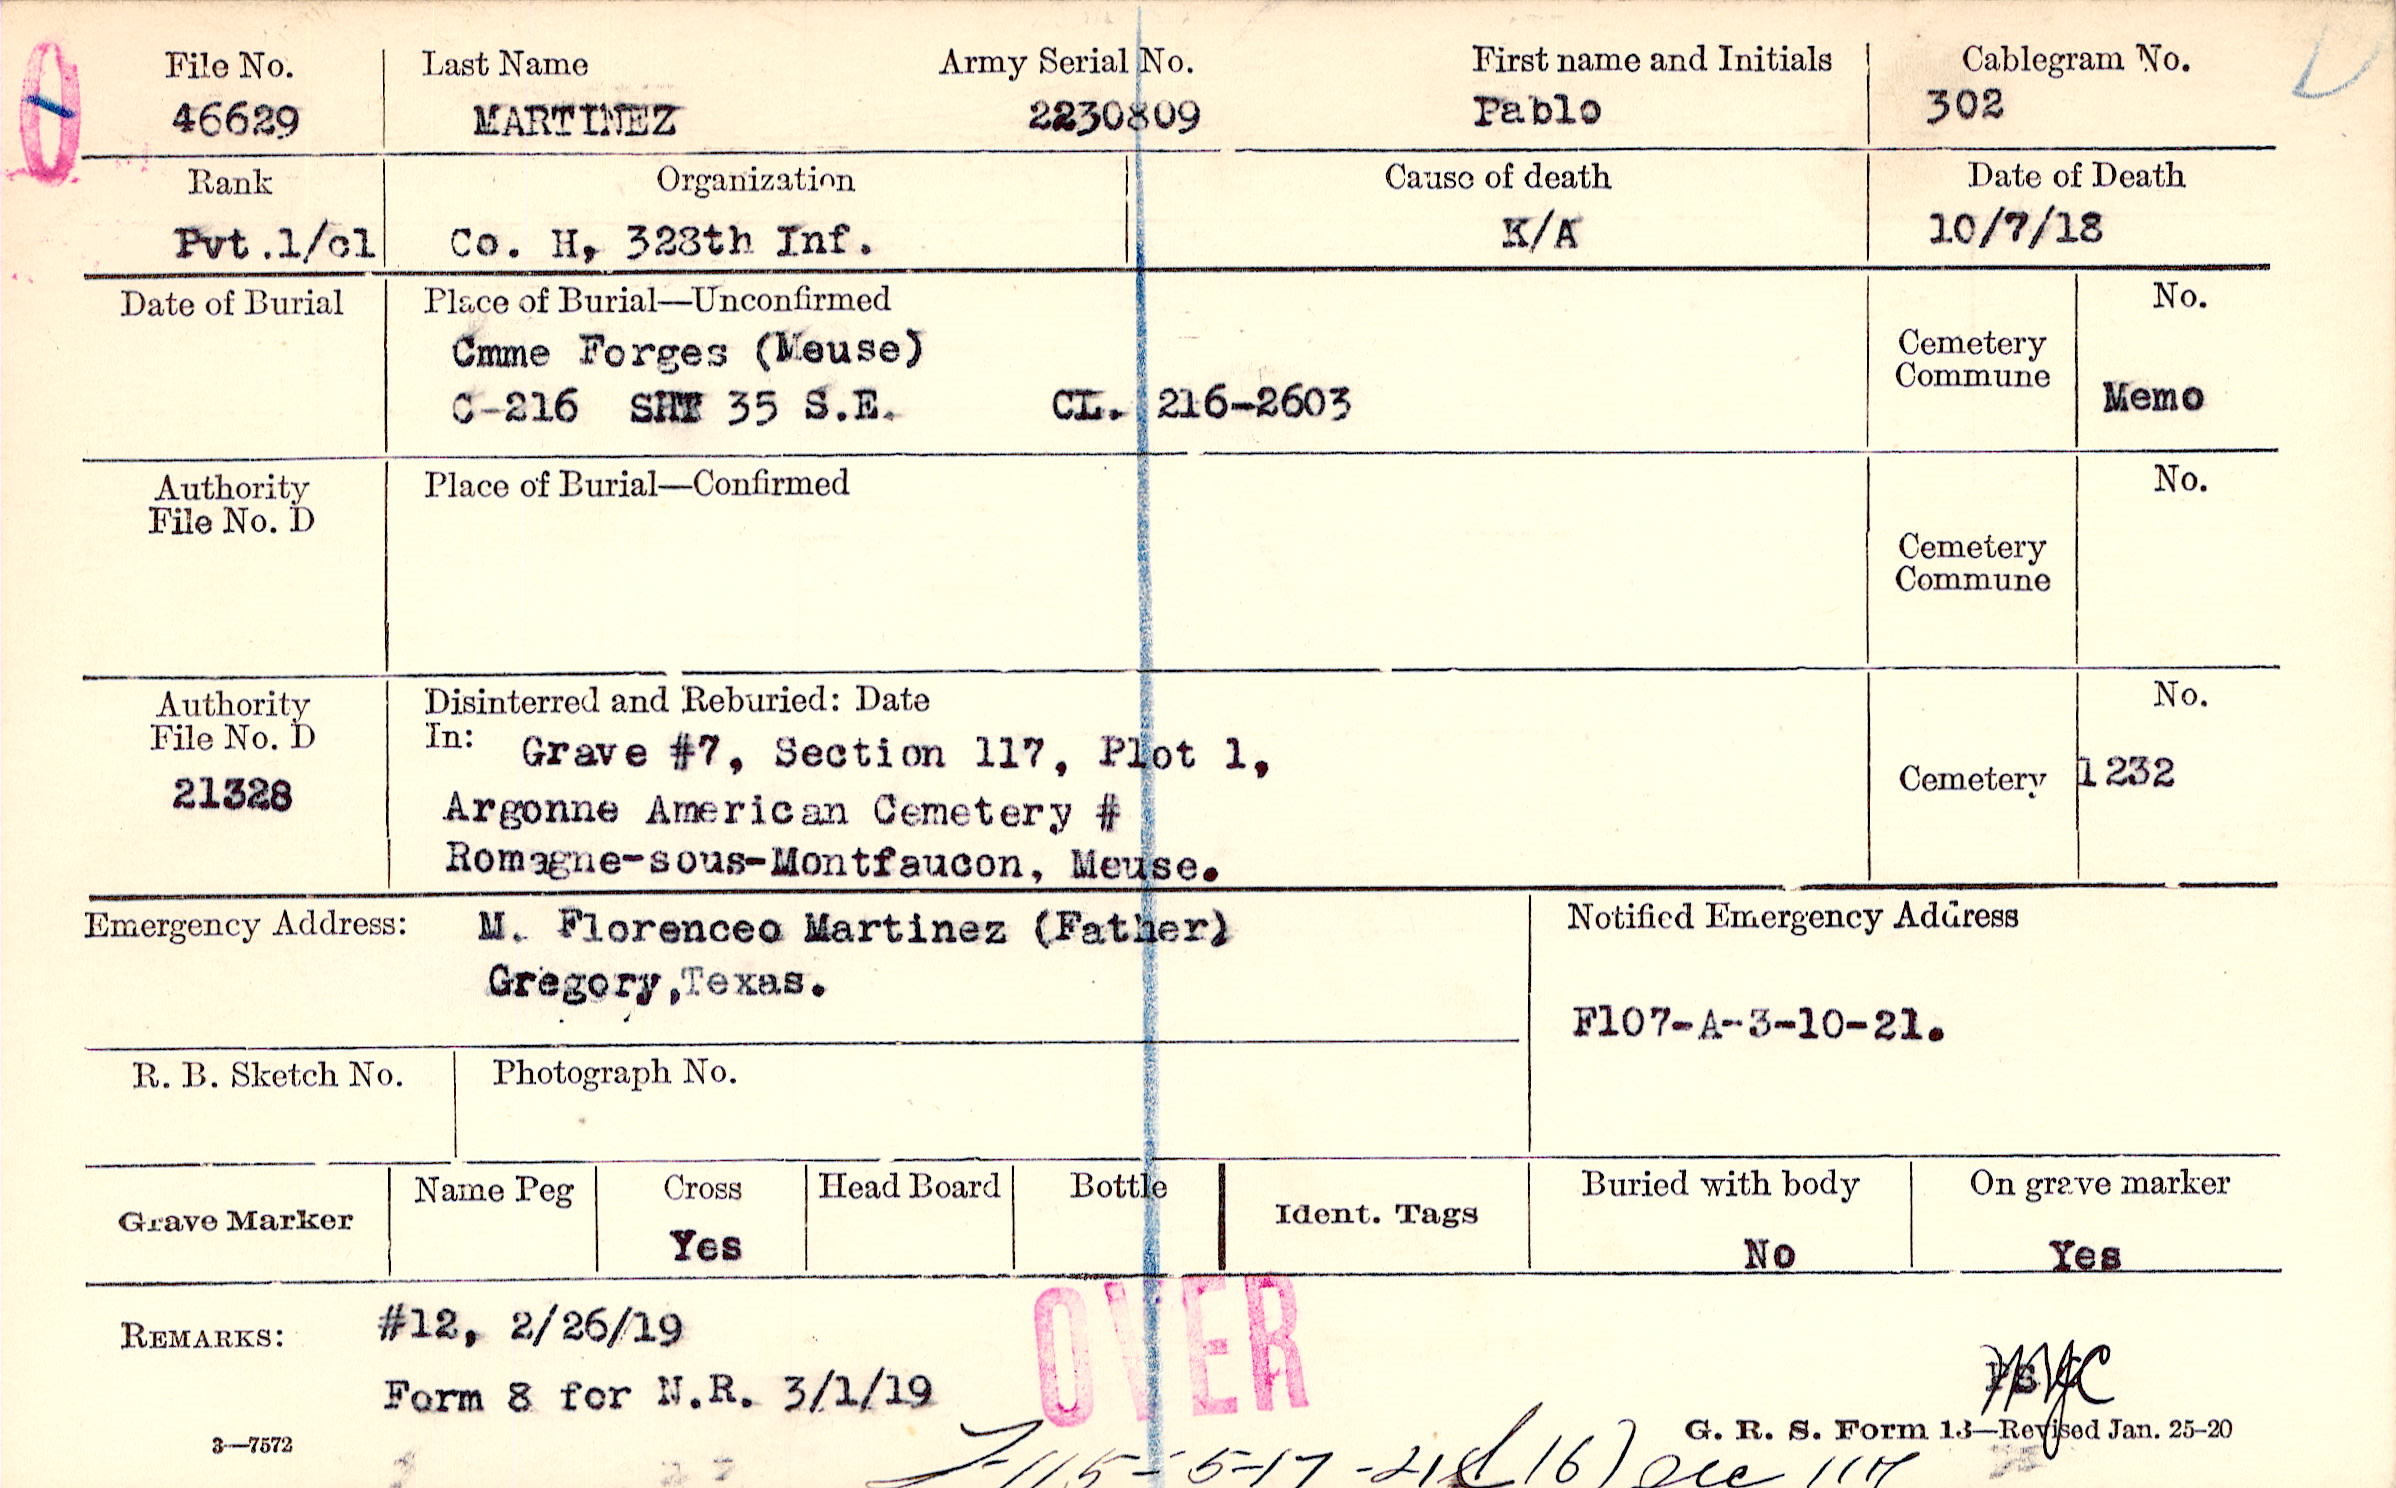 File No. Last Name Army Serial No. First name and Initials Cablegram No.
46629 MARTINEZ 2230809 Pablo 302
Rank Organization Cause of death Date of Death
Pvt.1/cl Co. H, 328th Inf. K/A 10/7/18
Date of Burial Place of Burial—Unconfirmed No.
Cmme Forges (Meuse) Cemetery
Commune
C-216 SHT 35 S.E. CL. 216-2603 Memo
Authority Place of Burial—Confirmed No.
File No. D
Cemetery
Commune
Authority Disinterred and Reburied: Date No.
File No. D In: Grave #7, Section 117, Plot 1,
21328 Argonne American Cemetery # Cemetery 1232
Romagne-sous-Montfaucon, Meuse.
Emergency Address: M. Florenceo Martinez (Father) Notified Emergency Address
Gregory,Texas.
F107-A-3-10-21.
R. B. Sketch No. Photograph No.
Grave Marker Name Peg Cross Head Board Bottle Ident. Tags Buried with body On grave marker
Yes No Yes
REMARKS: #12, 2/26/19
OVER
Form 8 for N.R. 3/1/19
3—7572 G. R. S. Form 13—Revised Jan. 25-20
-115-5-17-21